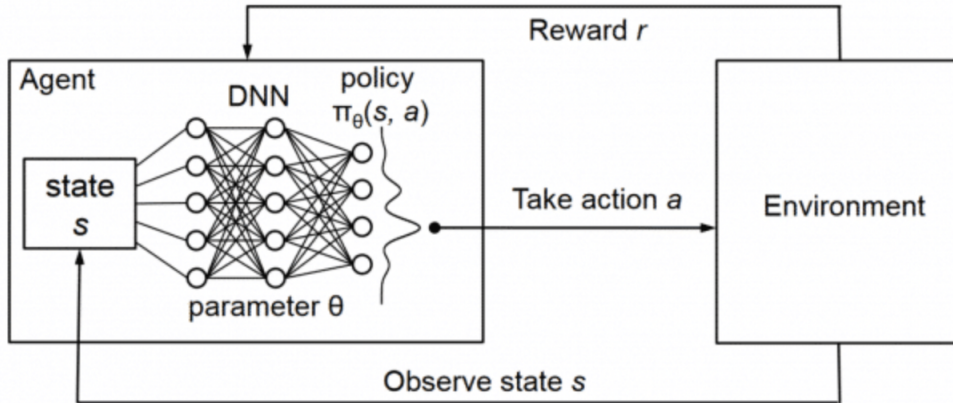 Reward r
Agent
policy
DNN
πθ(s, a)
state
s
Take action a
Environment
parameter θ
Observe state s